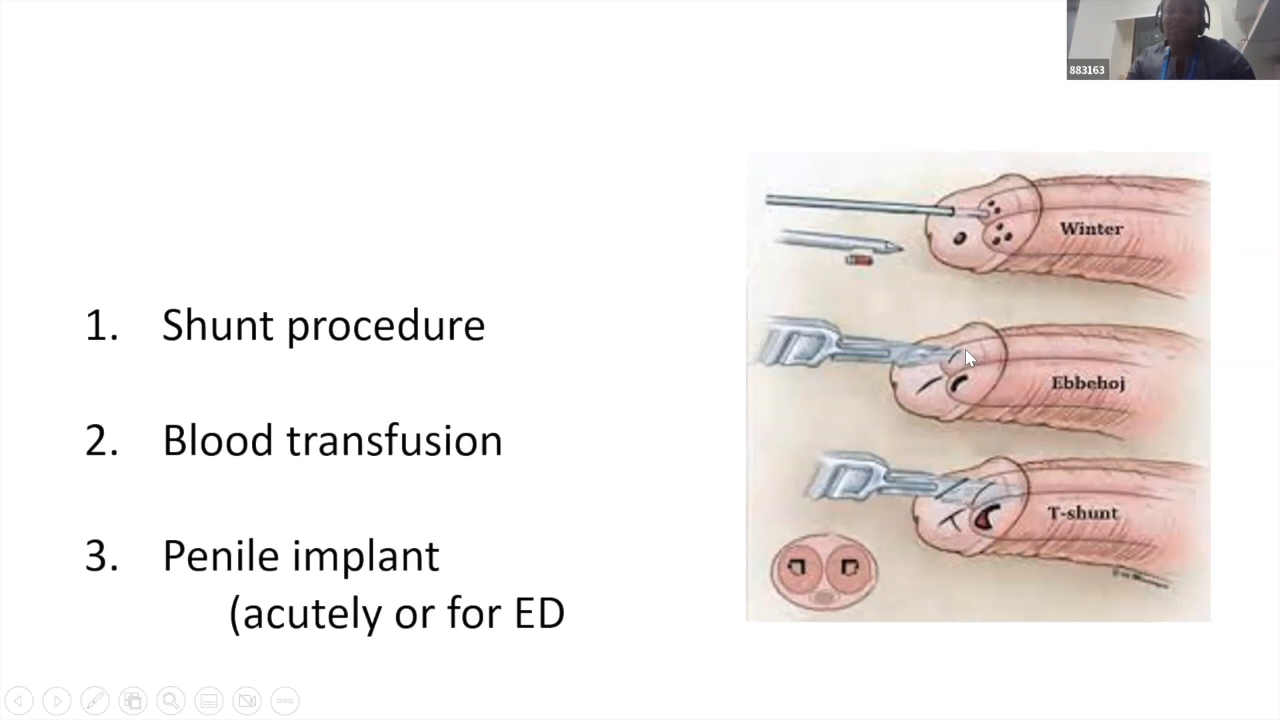 883163
1. Shunt procedure
2. Blood transfusion
3. Penile implant
(acutely or for ED
Winter
Ebbehoj
T-shunt